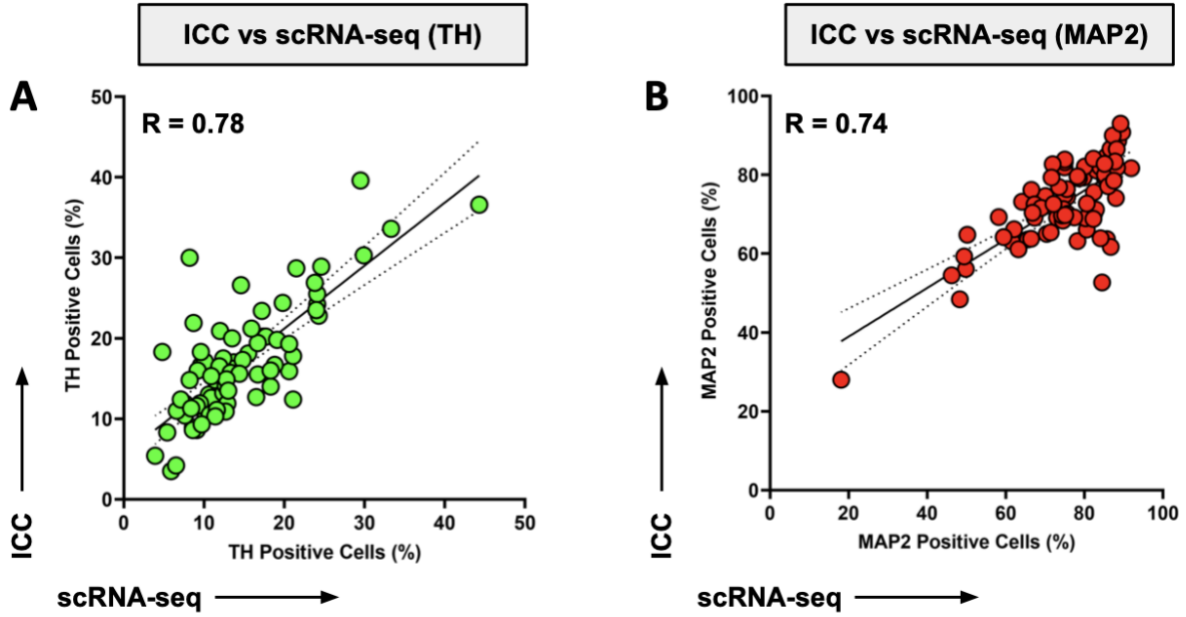 ICC vs scRNA-seq (TH)
A
R = 0.78
50
40
30
20
10
0
TH Positive Cells (%)
0 10 20 30 40 50
TH Positive Cells (%)
ICC
scRNA-seq
ICC vs scRNA-seq (MAP2)
B
R = 0.74
100
80
60
40
20
0
MAP2 Positive Cells (%)
0 20 40 60 80 100
MAP2 Positive Cells (%)
ICC
scRNA-seq